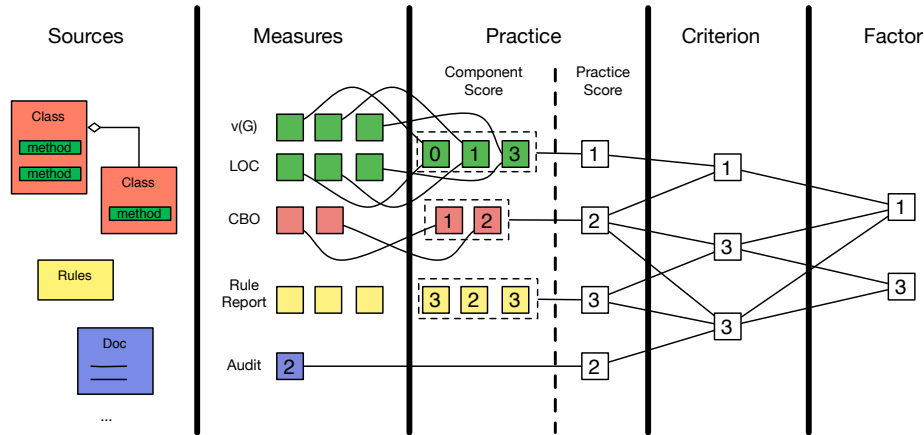 Sources
Measures
Practice
Criterion
Factor
Component
Score
Practice
Score
Class
method
method
Class
method
Rules
Doc
...
v(G)
LOC
CBO
Rule
Report
Audit
2
0 1 3
1 2
3 2 3
1
2
3
2
1
3
3
1
3